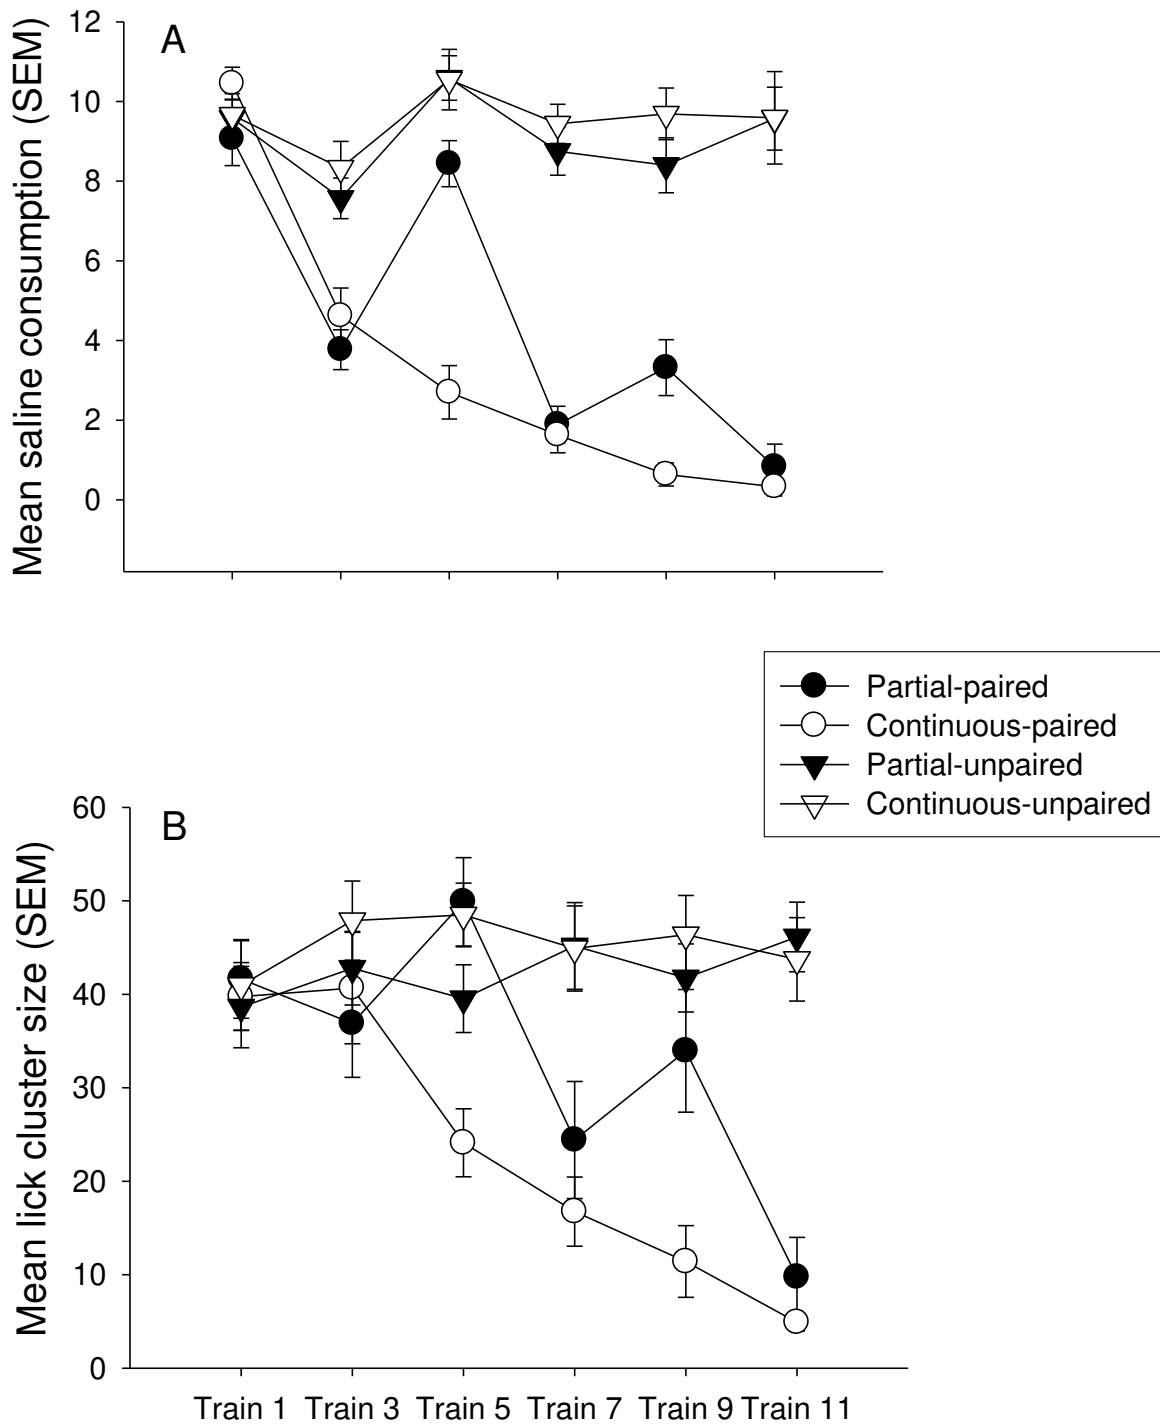 A
Mean saline consumption (SEM)
12
10
8
6
4
2
0
Partial-paired
Continuous-paired
Partial-unpaired
Continuous-unpaired
B
Mean lick cluster size (SEM)
60
50
40
30
20
10
0
Train 1 Train 3 Train 5 Train 7 Train 9 Train 11